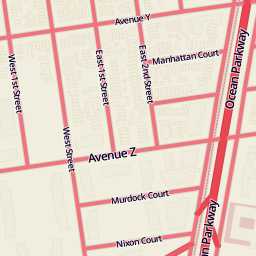 Avenue Y
Manhattan Court
West 1st Street
East 1st Street
East 2nd Street
Ocean Parkway
West Street
Avenue Z
Murdock Court
Nixon Court
an Parkway